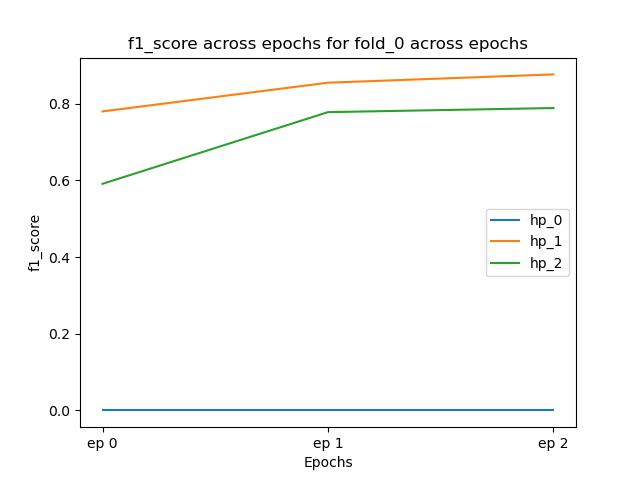 f1_score across epochs for fold_0 across epochs
f1_score
0.8
0.6
0.4
0.2
0.0
hp_0
hp_1
hp_2
ep 0
ep 1
ep 2
Epochs